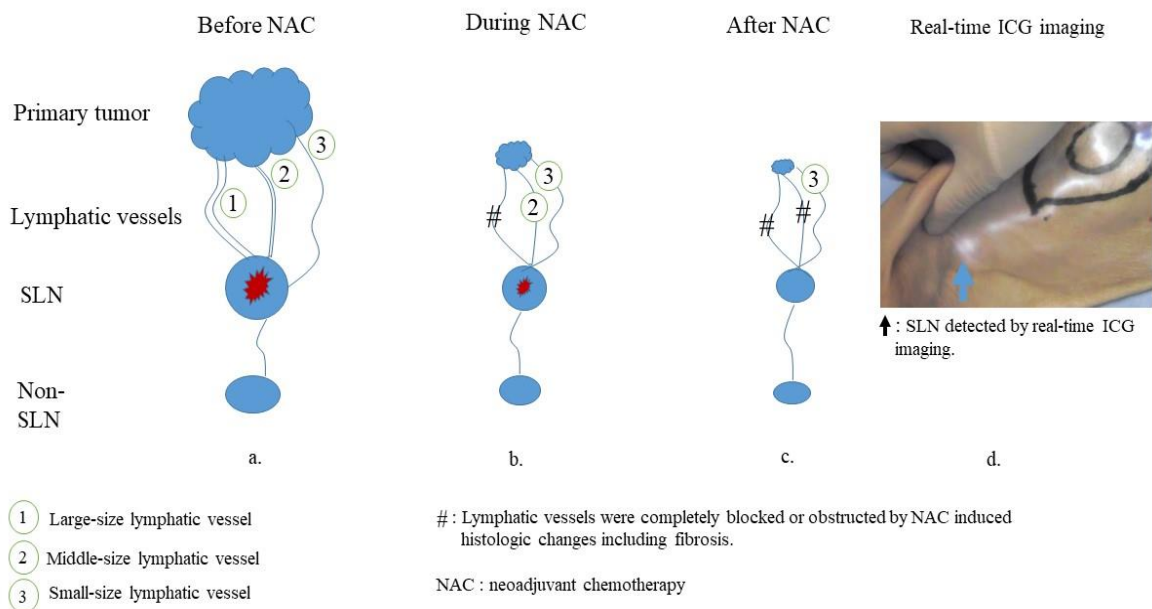 Before NAC
During NAC
After NAC
Real-time ICG imaging
Primary tumor
3
2
1
#
2
3
#
#
3
Lymphatic vessels
SLN
: SLN detected by real-time ICG
imaging.
Non-
SLN
a.
b.
c.
d.
1 Large-size lymphatic vessel
2 Middle-size lymphatic vessel
3 Small-size lymphatic vessel
# : Lymphatic vessels were completely blocked or obstructed by NAC induced
histologic changes including fibrosis.
NAC : neoadjuvant chemotherapy